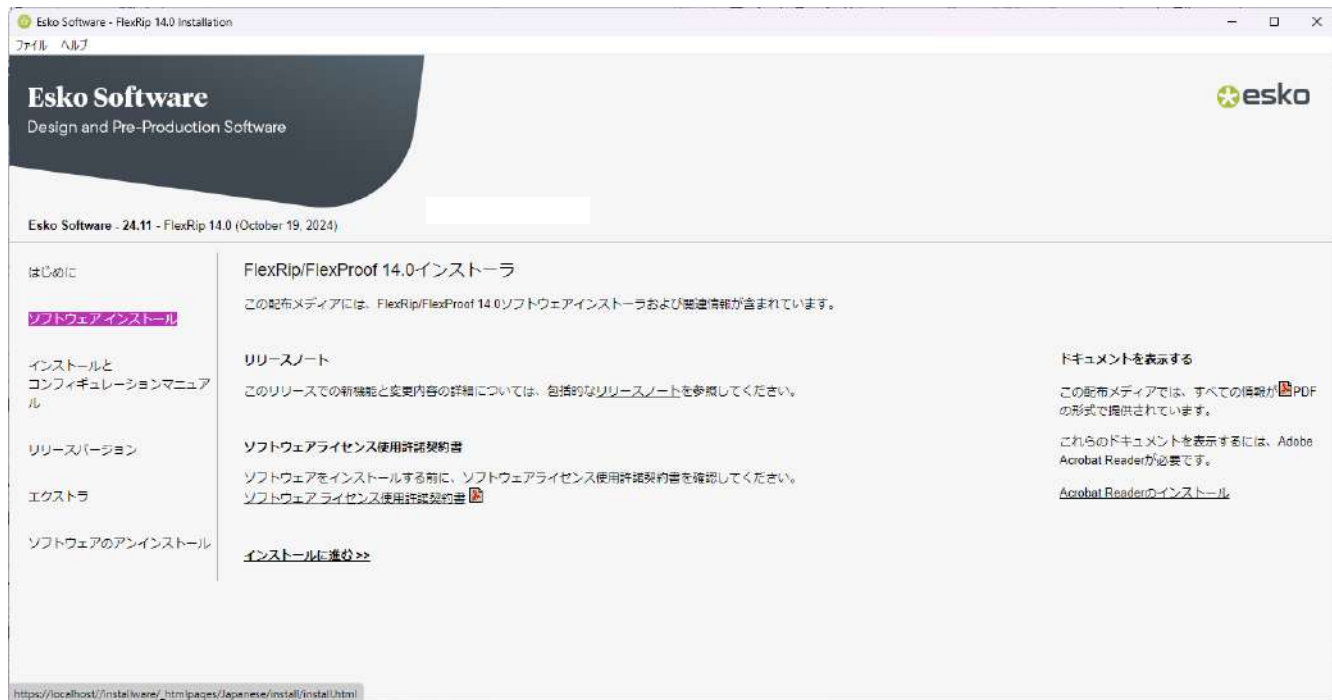 Esko Software - FlexRip 14.0 Installation
ファイル ヘルプ
Esko Software
Design and Pre-Production Software
esko
Esko Software - 24.11 - FlexRip 14.0 (October 19, 2024)
はじめに
ソフトウェアインストール
インストールと
コンフィギュレーションマニュア
ル
リリースバージョン
エクストラ
ソフトウェアのアンインストール
FlexRip/FlexProof 14.0インストーラ
この配布メディアには、FlexRip/FlexProof 14.0ソフトウェアインストーラおよび関連情報が含まれています。
リリースノート
このリリースでの新機能と変更内容の詳細については、包括的なリリースノートを参照してください。
ソフトウェアライセンス使用許諾契約書
ソフトウェアをインストールする前に、ソフトウェアライセンス使用許諾契約書を確認してください。
ソフトウェア ライセンス使用許諾契約書
インストールに進む >>
ドキュメントを表示する
この配布メディアでは、すべての情報がPDF
の形式で提供されています。
これらのドキュメントを表示するには、Adobe
Acrobat Readerが必要です。
Acrobat Readerのインストール
https://localhost//installware/_htmlpages/Japanese/install/install.html